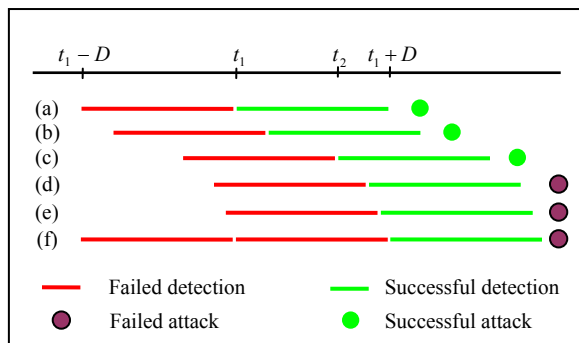 t₁ − D t₁ t₂ t₁ + D
(a)
(b)
(c)
(d)
(e)
(f)
Failed detection Successful detection
Failed attack Successful attack